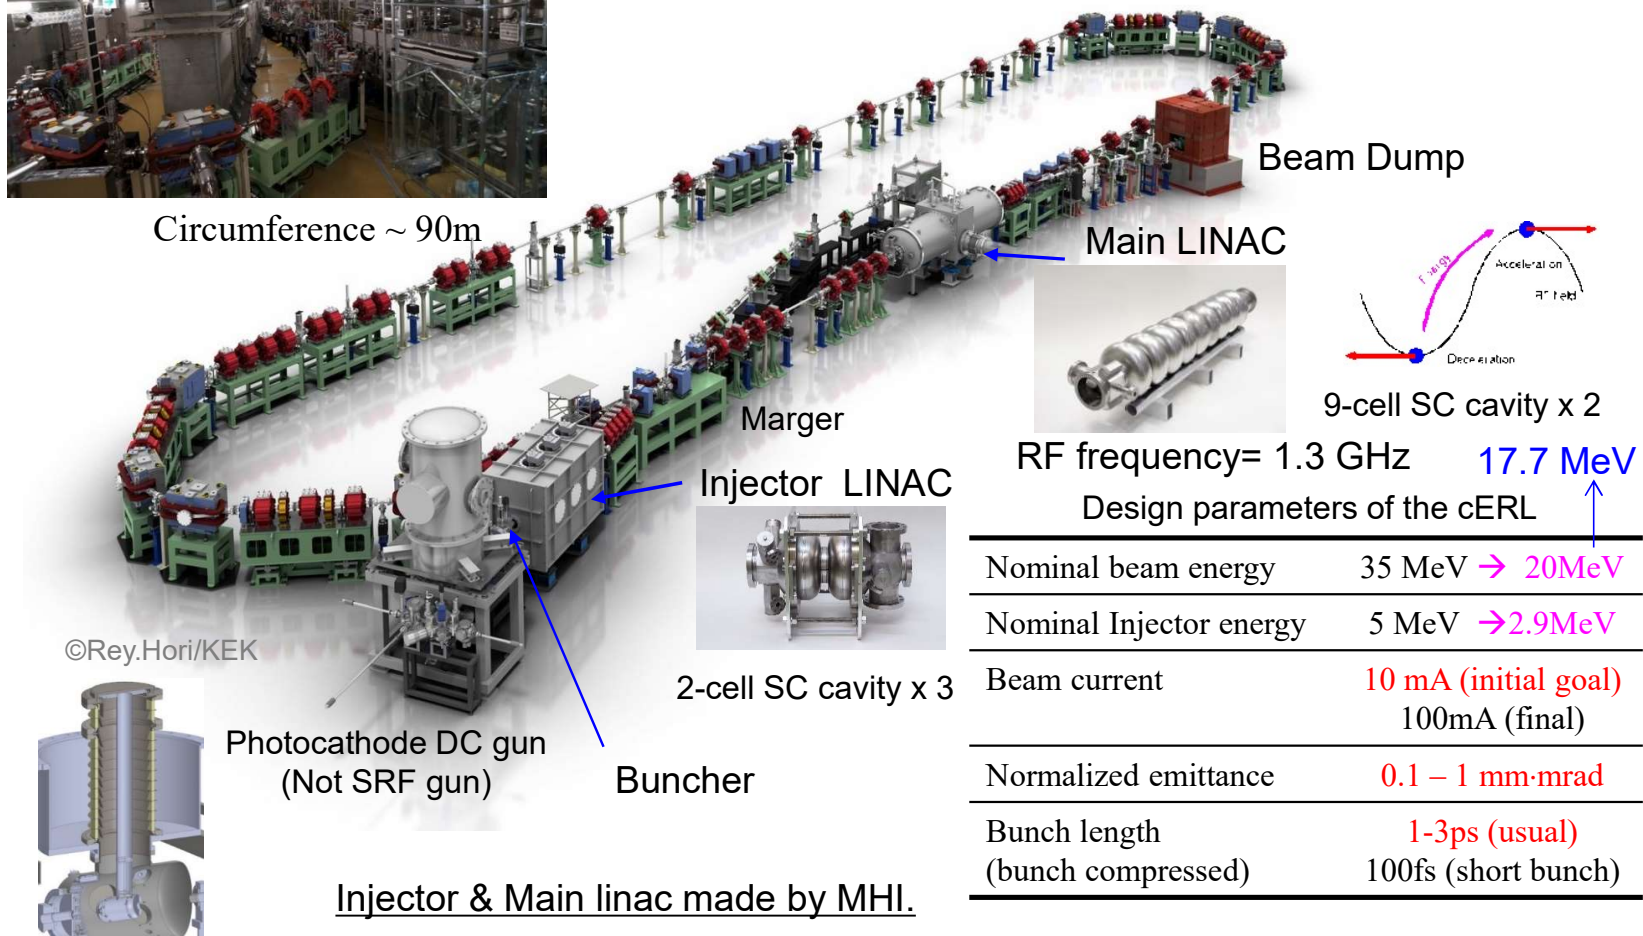 Circumference ~ 90m
Beam Dump
Main LINAC
Acceleration
RF field
Deceleration
9-cell SC cavity x 2
Marger
RF frequency= 1.3 GHz
17.7 MeV
Injector LINAC
Design parameters of the cERL
Nominal beam energy 35 MeV → 20MeV
Nominal Injector energy 5 MeV →2.9MeV
Beam current 10 mA (initial goal)
100mA (final)
Normalized emittance 0.1 – 1 mm·mrad
Bunch length 1-3ps (usual)
(bunch compressed) 100fs (short bunch)
©Rey.Hori/KEK
2-cell SC cavity x 3
Photocathode DC gun
(Not SRF gun)
Buncher
Injector & Main linac made by MHI.